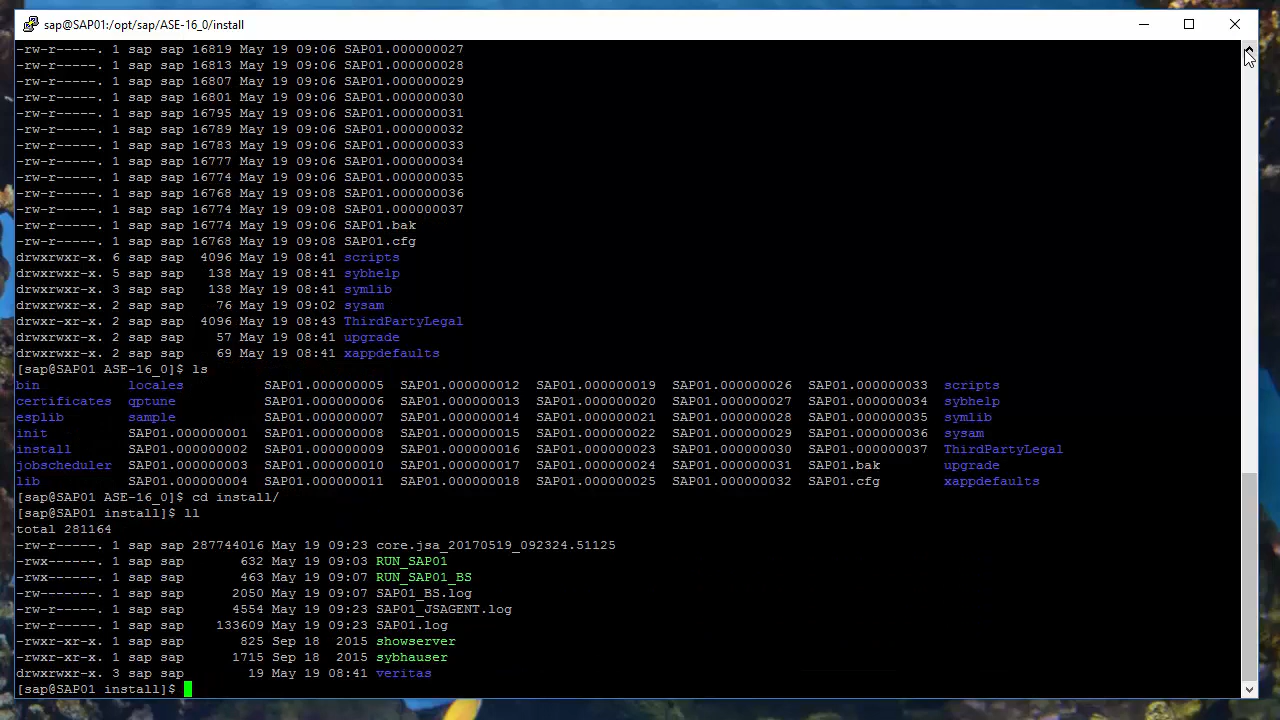 sap@SAP01:/opt/sap/ASE-16_0/install
-rw-r-----. 1 sap sap 16819 May 19 09:06 SAP01.000000027
-rw-r-----. 1 sap sap 16813 May 19 09:06 SAP01.000000028
-rw-r-----. 1 sap sap 16807 May 19 09:06 SAP01.000000029
-rw-r-----. 1 sap sap 16801 May 19 09:06 SAP01.000000030
-rw-r-----. 1 sap sap 16795 May 19 09:06 SAP01.000000031
-rw-r-----. 1 sap sap 16789 May 19 09:06 SAP01.000000032
-rw-r-----. 1 sap sap 16783 May 19 09:06 SAP01.000000033
-rw-r-----. 1 sap sap 16777 May 19 09:06 SAP01.000000034
-rw-r-----. 1 sap sap 16774 May 19 09:06 SAP01.000000035
-rw-r-----. 1 sap sap 16768 May 19 09:08 SAP01.000000036
-rw-r-----. 1 sap sap 16774 May 19 09:08 SAP01.000000037
-rw-r-----. 1 sap sap 16774 May 19 09:06 SAP01.bak
-rw-r-----. 1 sap sap 16768 May 19 09:08 SAP01.cfg
drwxrwxr-x. 6 sap sap 4096 May 19 08:41 scripts
drwxrwxr-x. 5 sap sap 138 May 19 08:41 sybhelp
drwxrwxr-x. 3 sap sap 138 May 19 08:41 symlib
drwxrwxr-x. 2 sap sap 76 May 19 09:02 sysam
drwxr-xr-x. 2 sap sap 4096 May 19 08:43 ThirdPartyLegal
drwxrwxr-x. 2 sap sap 57 May 19 08:41 upgrade
drwxrwxr-x. 2 sap sap 69 May 19 08:41 xappdefaults
[sap@SAP01 ASE-16_0]$ ls
bin locales SAP01.000000005 SAP01.000000012 SAP01.000000019 SAP01.000000026 SAP01.000000033 scripts
certificates qptune SAP01.000000006 SAP01.000000013 SAP01.000000020 SAP01.000000027 SAP01.000000034 sybhelp
esplib sample SAP01.000000007 SAP01.000000014 SAP01.000000021 SAP01.000000028 SAP01.000000035 symlib
init SAP01.000000001 SAP01.000000008 SAP01.000000015 SAP01.000000022 SAP01.000000029 SAP01.000000036 sysam
install SAP01.000000002 SAP01.000000009 SAP01.000000016 SAP01.000000023 SAP01.000000030 SAP01.000000037 ThirdPartyLegal
jobscheduler SAP01.000000003 SAP01.000000010 SAP01.000000017 SAP01.000000024 SAP01.000000031 SAP01.bak upgrade
lib SAP01.000000004 SAP01.000000011 SAP01.000000018 SAP01.000000025 SAP01.000000032 SAP01.cfg xappdefaults
[sap@SAP01 ASE-16_0]$ cd install/
[sap@SAP01 install]$ ll
total 281164
-rw-r-----. 1 sap sap 287744016 May 19 09:23 core.jsa_20170519_092324.51125
-rwx------. 1 sap sap 632 May 19 09:03 RUN_SAP01
-rwx------. 1 sap sap 463 May 19 09:07 RUN_SAP01_BS
-rw-------. 1 sap sap 2050 May 19 09:07 SAP01_BS.log
-rw-r-----. 1 sap sap 4554 May 19 09:23 SAP01_JSAGENT.log
-rw-r-----. 1 sap sap 133609 May 19 09:23 SAP01.log
-rwxr-xr-x. 1 sap sap 825 Sep 18 2015 showserver
-rwxr-xr-x. 1 sap sap 1715 Sep 18 2015 sybhauser
drwxrwxr-x. 3 sap sap 19 May 19 08:41 veritas
[sap@SAP01 install]$